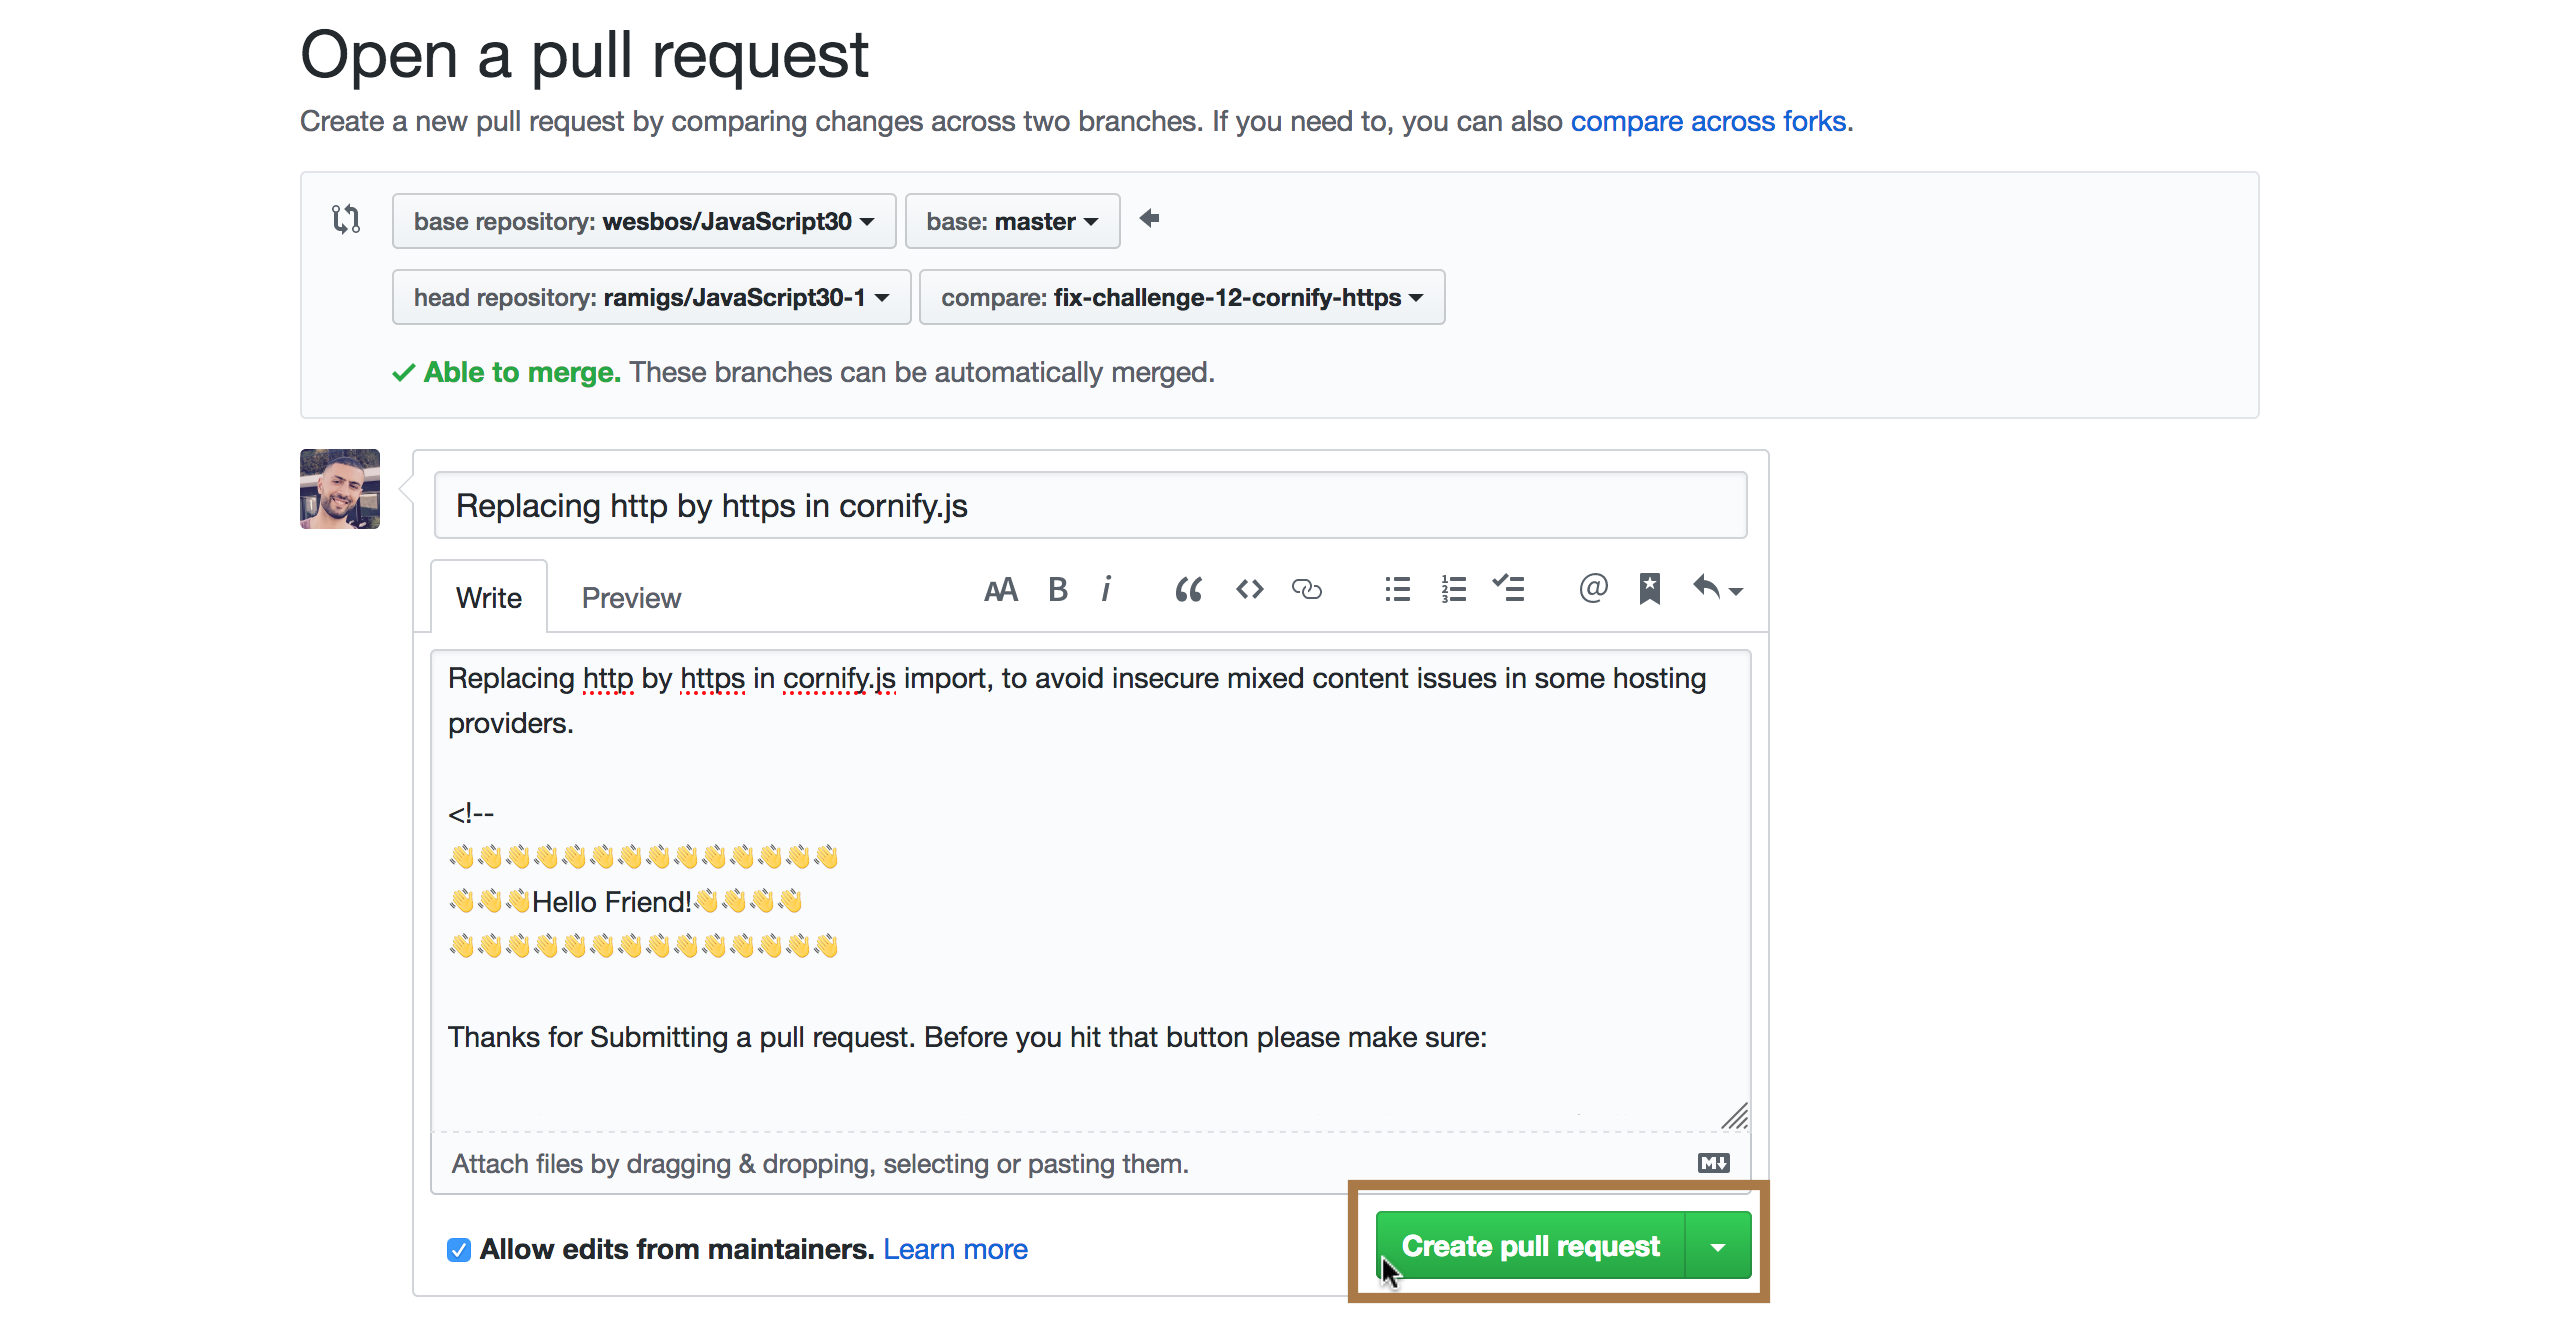 Open a pull request
Create a new pull request by comparing changes across two branches. If you need to, you can also compare across forks.
base repository: wesbos/JavaScript30 base: master
head repository: ramigs/JavaScript30-1 compare: fix-challenge-12-cornify-https
Able to merge. These branches can be automatically merged.
Replacing http by https in cornify.js
Write Preview
Replacing http by https in cornify.js import, to avoid insecure mixed content issues in some hosting
providers.
<!--
👋👋👋👋👋👋👋👋👋👋👋👋👋👋
👋👋👋Hello Friend!👋👋👋👋
👋👋👋👋👋👋👋👋👋👋👋👋👋👋
Thanks for Submitting a pull request. Before you hit that button please make sure:
Attach files by dragging & dropping, selecting or pasting them.
Allow edits from maintainers. Learn more
Create pull request